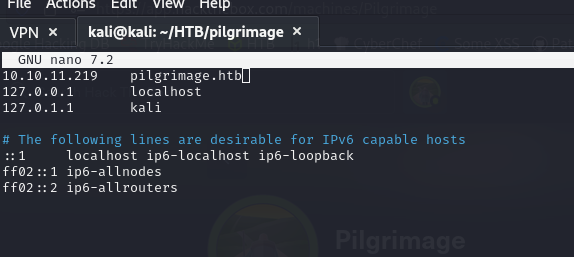 File Actions Edit View Help
VPN × kali@kali: ~/HTB/pilgrimage ×
GNU nano 7.2
10.10.11.219 pilgrimage.htb
127.0.0.1 localhost
127.0.1.1 kali
# The following lines are desirable for IPv6 capable hosts
::1 localhost ip6-localhost ip6-loopback
ff02::1 ip6-allnodes
ff02::2 ip6-allrouters
Pilgrimage